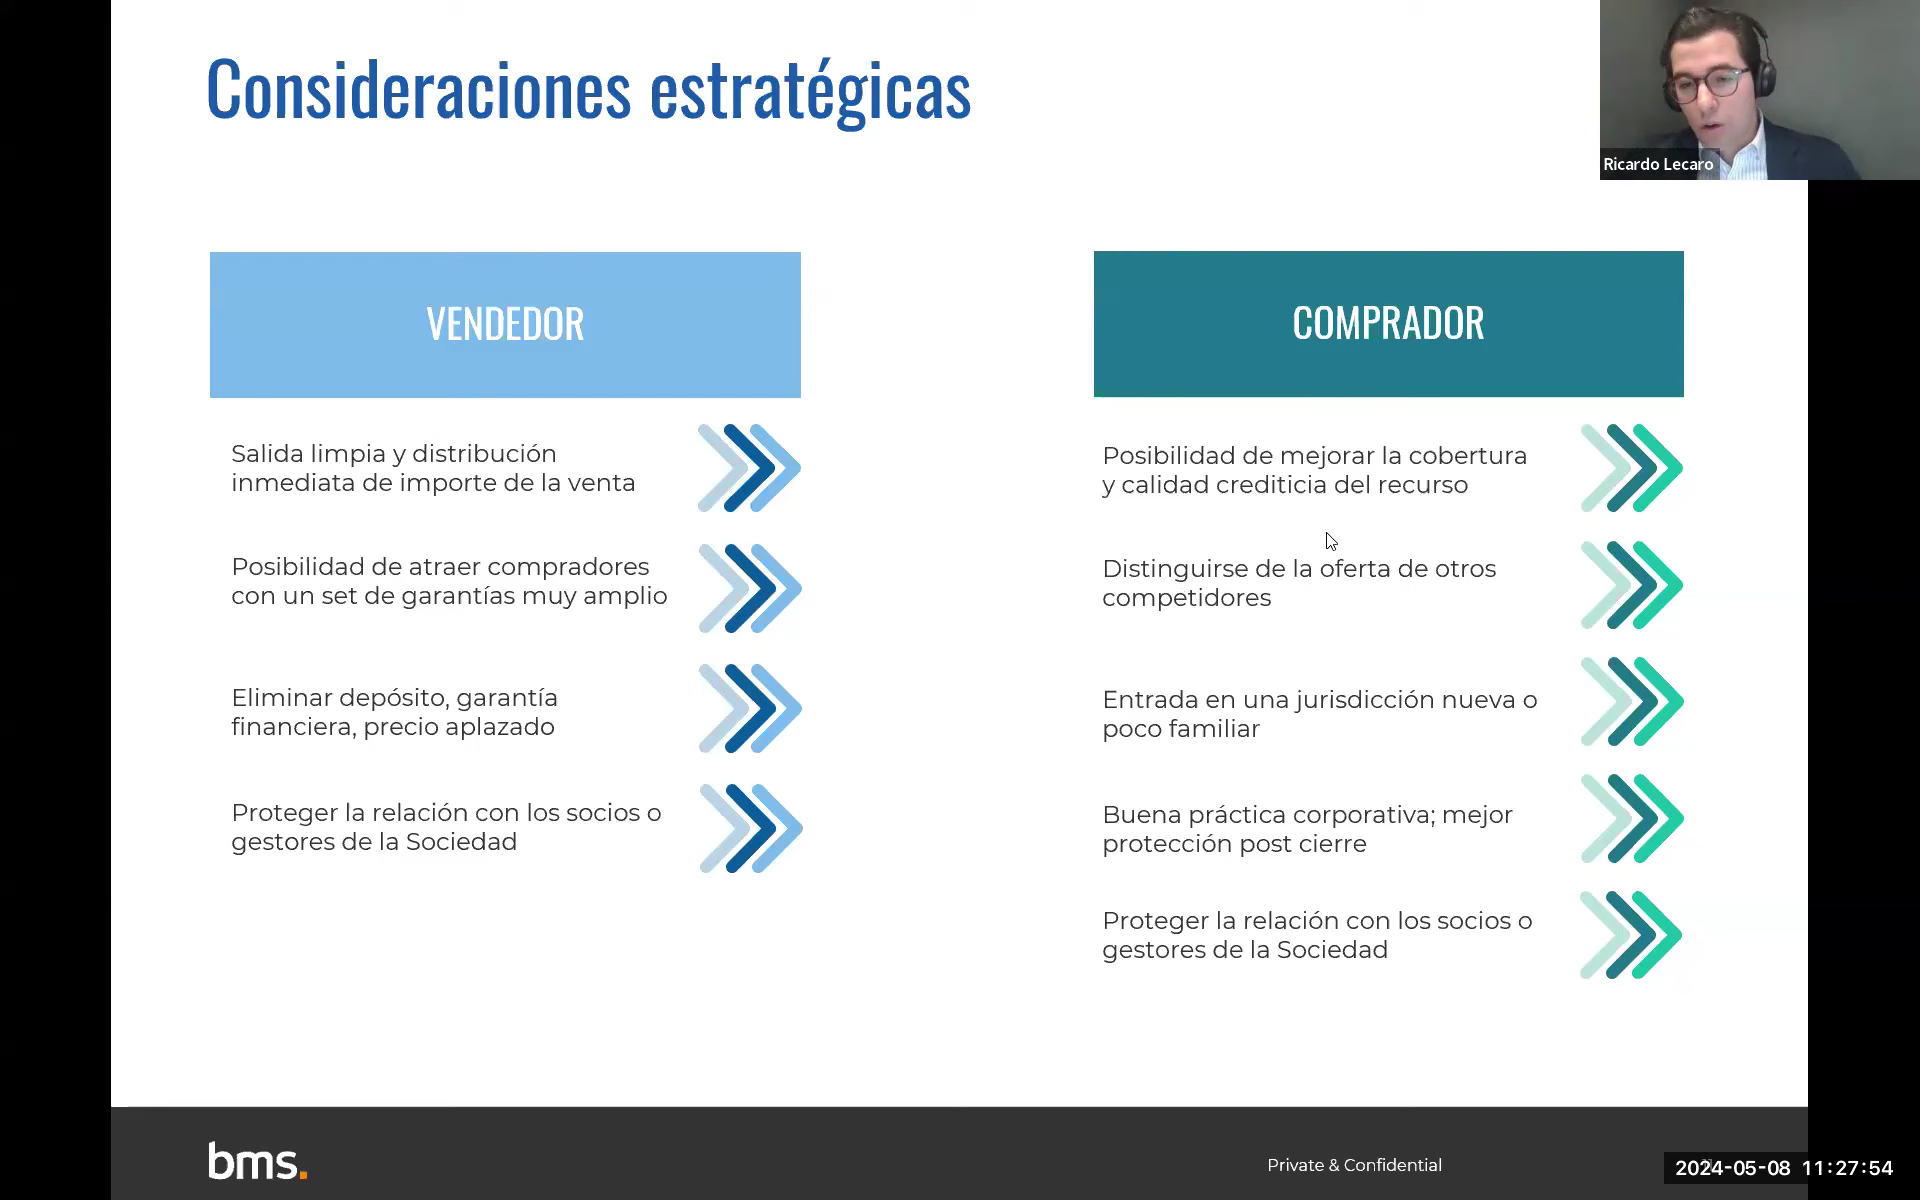 Consideraciones estratégicas
Ricardo Lecaro
VENDEDOR
Salida limpia y distribución
inmediata de importe de la venta
Posibilidad de atraer compradores
con un set de garantías muy amplio
Eliminar depósito, garantía
financiera, precio aplazado
Proteger la relación con los socios o
gestores de la Sociedad
COMPRADOR
Posibilidad de mejorar la cobertura
y calidad crediticia del recurso
Distinguirse de la oferta de otros
competidores
Entrada en una jurisdicción nueva o
poco familiar
Buena práctica corporativa; mejor
protección post cierre
Proteger la relación con los socios o
gestores de la Sociedad
bms.
Private & Confidential
2024-05-08 11:27:54